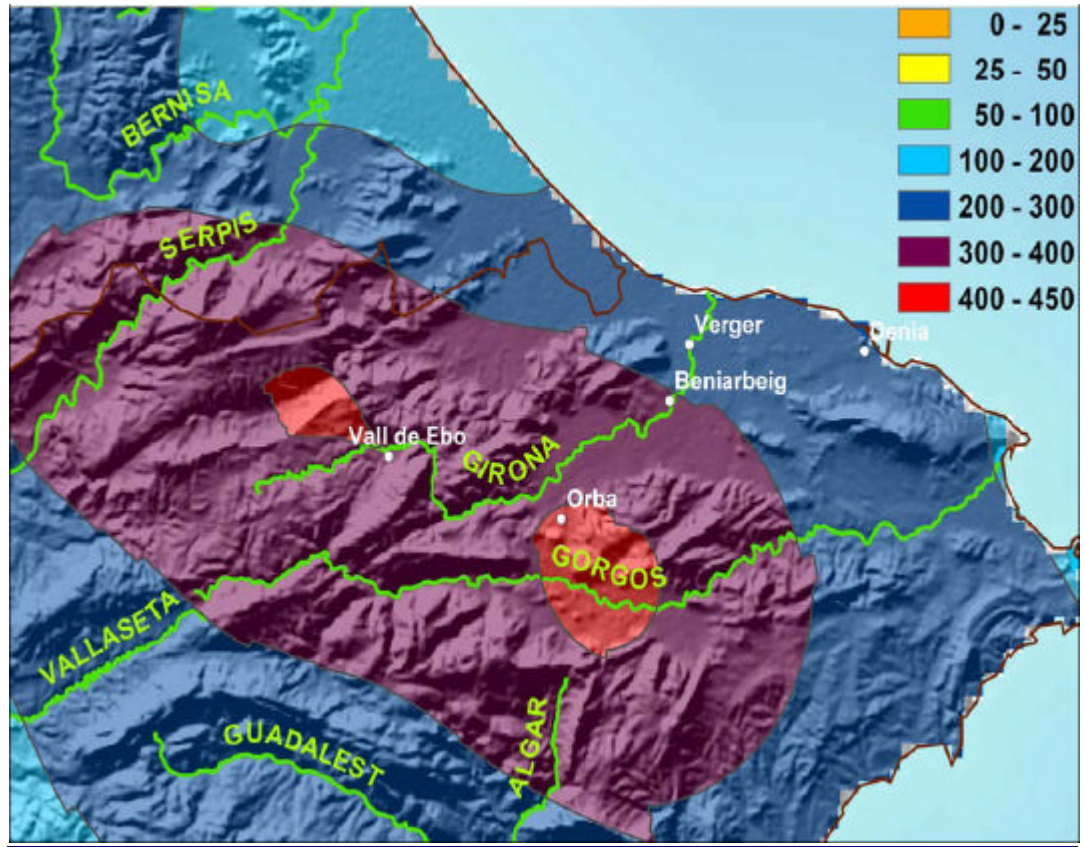 0 - 25
25 - 50
50 - 100
100 - 200
200 - 300
300 - 400
400 - 450
BERNISA
SERPIS
Verger
Denia
Beniarbeig
Vall de Ebo
GIRONA
Orba
GORGOS
VALLASETA
GUADALEST
ALGAR